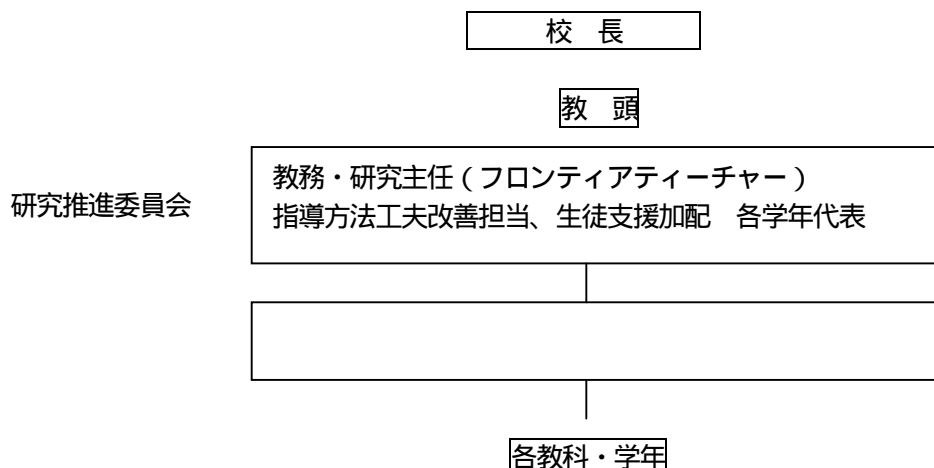 校　長
教　頭
研究推進委員会
教務・研究主任（フロンティアティーチャー）
指導方法工夫改善担当、生徒支援加配　各学年代表
各教科・学年